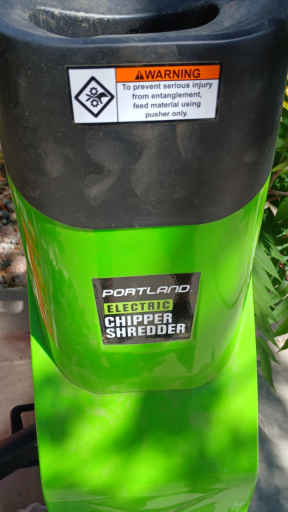 WARNING
To prevent serious injury
from entanglement,
feed material using
pusher only.
PORTLAND
ELECTRIC
CHIPPER
SHREDDER